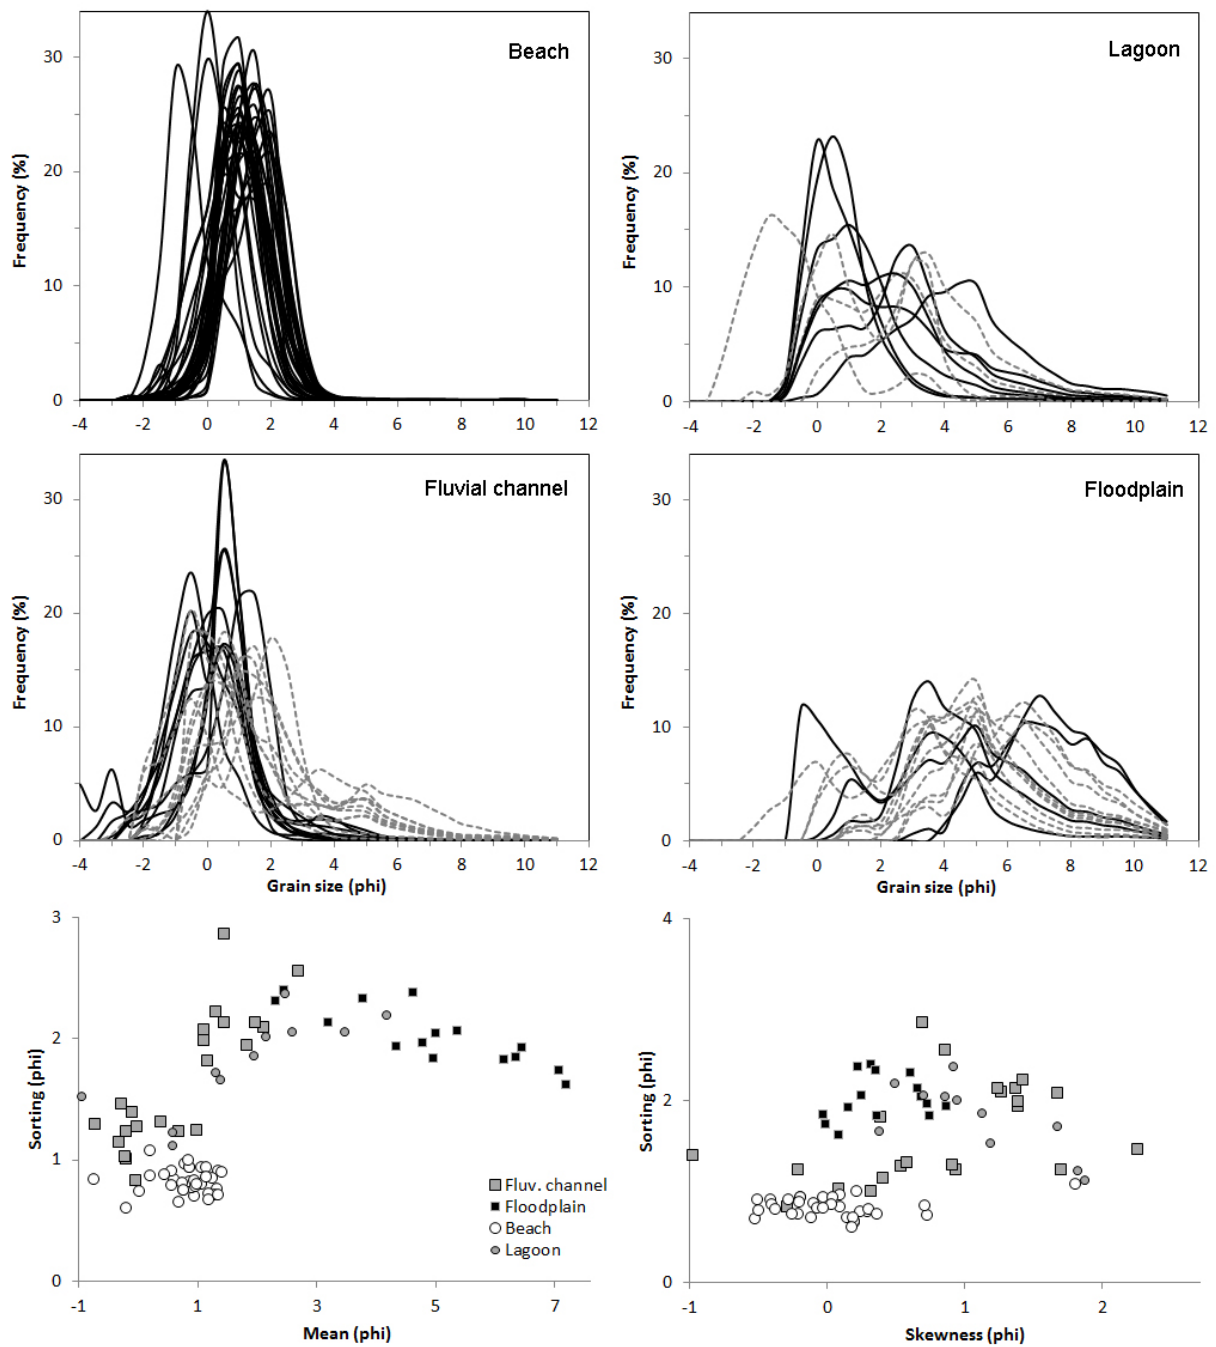 Beach
Frequency (%)
30
20
10
0
-4 -2 0 2 4 6 8 10 12
Lagoon
Frequency (%)
30
20
10
0
-4 -2 0 2 4 6 8 10 12
Fluvial channel
Frequency (%)
30
20
10
0
-4 -2 0 2 4 6 8 10 12
Grain size (phi)
Floodplain
Frequency (%)
30
20
10
0
-4 -2 0 2 4 6 8 10 12
Grain size (phi)
Sorting (phi)
3
2
1
0
-1 1 3 5 7
Mean (phi)
Fluv. channel
Floodplain
Beach
Lagoon
Sorting (phi)
4
3
2
1
0
-1 0 1 2
Skewness (phi)